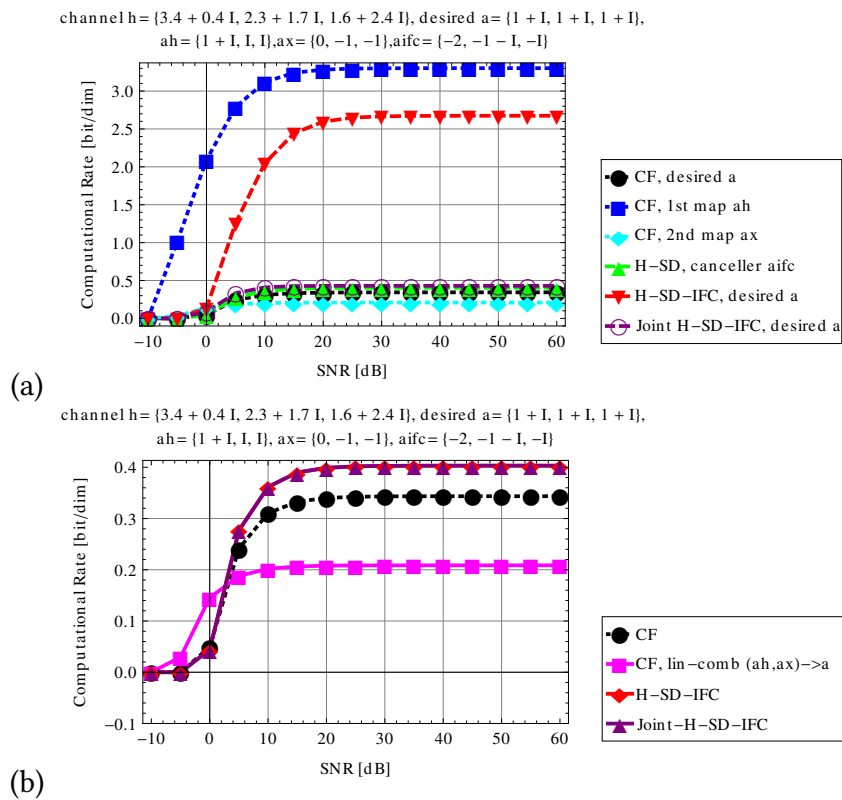 channel h= {3.4 + 0.4 I, 2.3 + 1.7 I, 1.6 + 2.4 I}, desired a= {1 + I, 1 + I, 1 + I},
ah= {1 + I, I, I},ax= {0, −1, −1},aifc= {−2, −1 − I, −I}
Computational Rate [bit/dim]
3.0
2.5
2.0
1.5
1.0
0.5
0.0
−10 0 10 20 30 40 50 60
SNR [dB]
CF, desired a
CF, 1st map ah
CF, 2nd map ax
H−SD, canceller aifc
H−SD−IFC, desired a
Joint H−SD−IFC, desired a
(a)
channel h= {3.4 + 0.4 I, 2.3 + 1.7 I, 1.6 + 2.4 I}, desired a= {1 + I, 1 + I, 1 + I},
ah= {1 + I, I, I}, ax= {0, −1, −1}, aifc= {−2, −1 − I, −I}
Computational Rate [bit/dim]
0.4
0.3
0.2
0.1
0.0
−0.1
−10 0 10 20 30 40 50 60
SNR [dB]
CF
CF, lin−comb (ah,ax)−>a
H−SD−IFC
Joint−H−SD−IFC
(b)